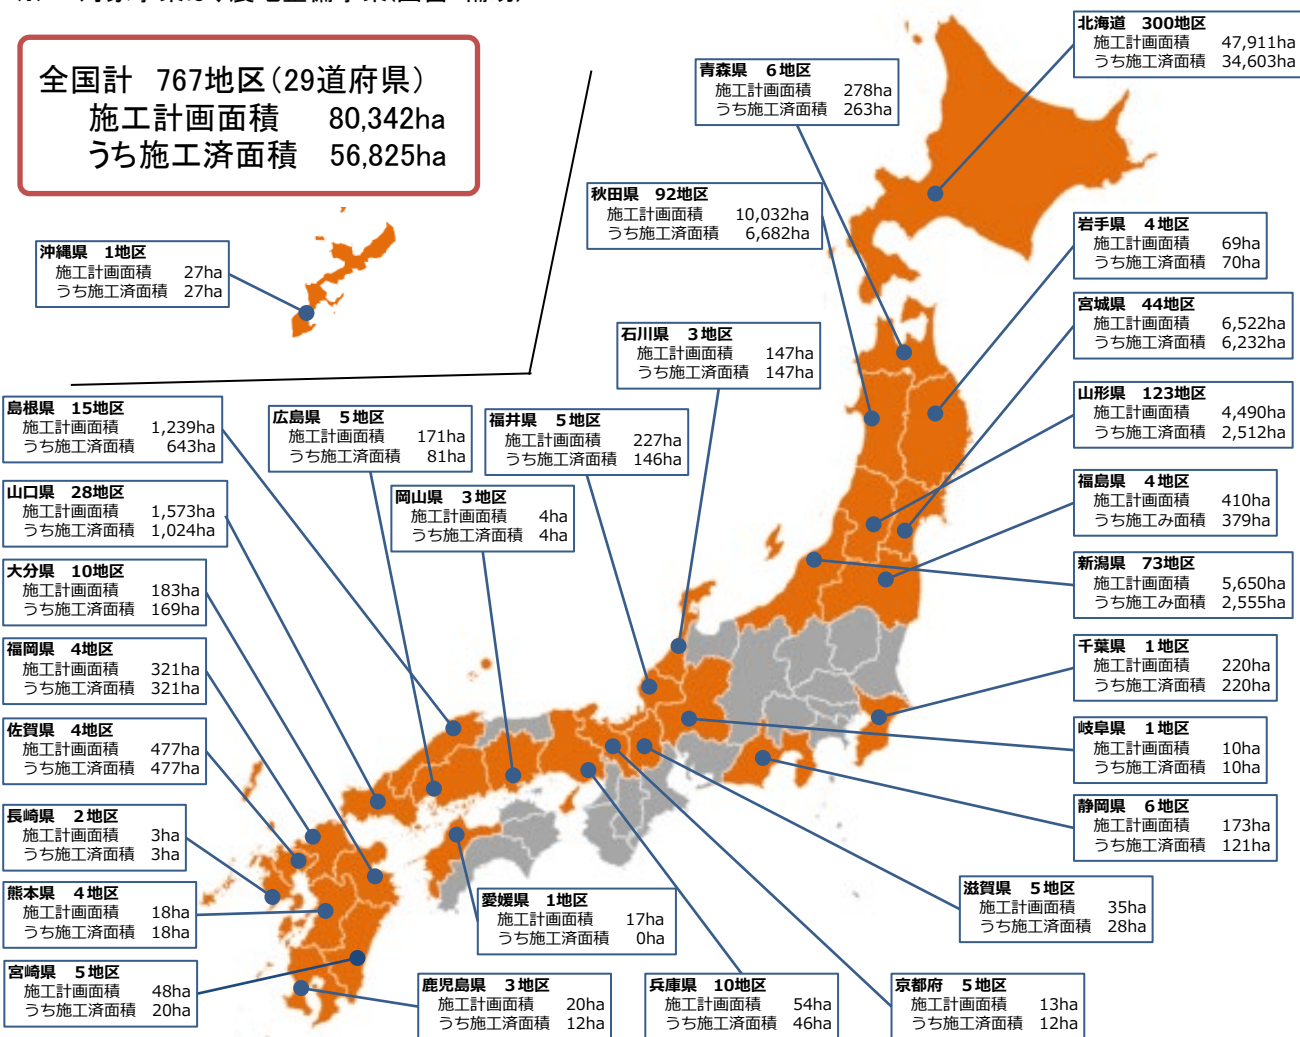 全国計 767地区(29道府県)
施工計画面積 80,342ha
うち施工済面積 56,825ha
北海道 300地区
施工計画面積 47,911ha
うち施工済面積 34,603ha
青森県 6地区
施工計画面積 278ha
うち施工済面積 263ha
秋田県 92地区
施工計画面積 10,032ha
うち施工済面積 6,682ha
岩手県 4地区
施工計画面積 69ha
うち施工済面積 70ha
沖縄県 1地区
施工計画面積 27ha
うち施工済面積 27ha
宮城県 44地区
施工計画面積 6,522ha
うち施工済面積 6,232ha
石川県 3地区
施工計画面積 147ha
うち施工済面積 147ha
山形県 123地区
施工計画面積 4,490ha
うち施工済面積 2,512ha
島根県 15地区
施工計画面積 1,239ha
うち施工済面積 643ha
広島県 5地区
施工計画面積 171ha
うち施工済面積 81ha
福井県 5地区
施工計画面積 227ha
うち施工済面積 146ha
福島県 4地区
施工計画面積 410ha
うち施工み面積 379ha
山口県 28地区
施工計画面積 1,573ha
うち施工済面積 1,024ha
岡山県 3地区
施工計画面積 4ha
うち施工済面積 4ha
新潟県 73地区
施工計画面積 5,650ha
うち施工み面積 2,555ha
大分県 10地区
施工計画面積 183ha
うち施工済面積 169ha
福岡県 4地区
施工計画面積 321ha
うち施工済面積 321ha
千葉県 1地区
施工計画面積 220ha
うち施工済面積 220ha
佐賀県 4地区
施工計画面積 477ha
うち施工済面積 477ha
岐阜県 1地区
施工計画面積 10ha
うち施工済面積 10ha
長崎県 2地区
施工計画面積 3ha
うち施工済面積 3ha
静岡県 6地区
施工計画面積 173ha
うち施工済面積 121ha
熊本県 4地区
施工計画面積 18ha
うち施工済面積 18ha
愛媛県 1地区
施工計画面積 17ha
うち施工済面積 0ha
滋賀県 5地区
施工計画面積 35ha
うち施工済面積 28ha
宮崎県 5地区
施工計画面積 48ha
うち施工済面積 20ha
鹿児島県 3地区
施工計画面積 20ha
うち施工済面積 12ha
兵庫県 10地区
施工計画面積 54ha
うち施工済面積 46ha
京都府 5地区
施工計画面積 13ha
うち施工済面積 12ha